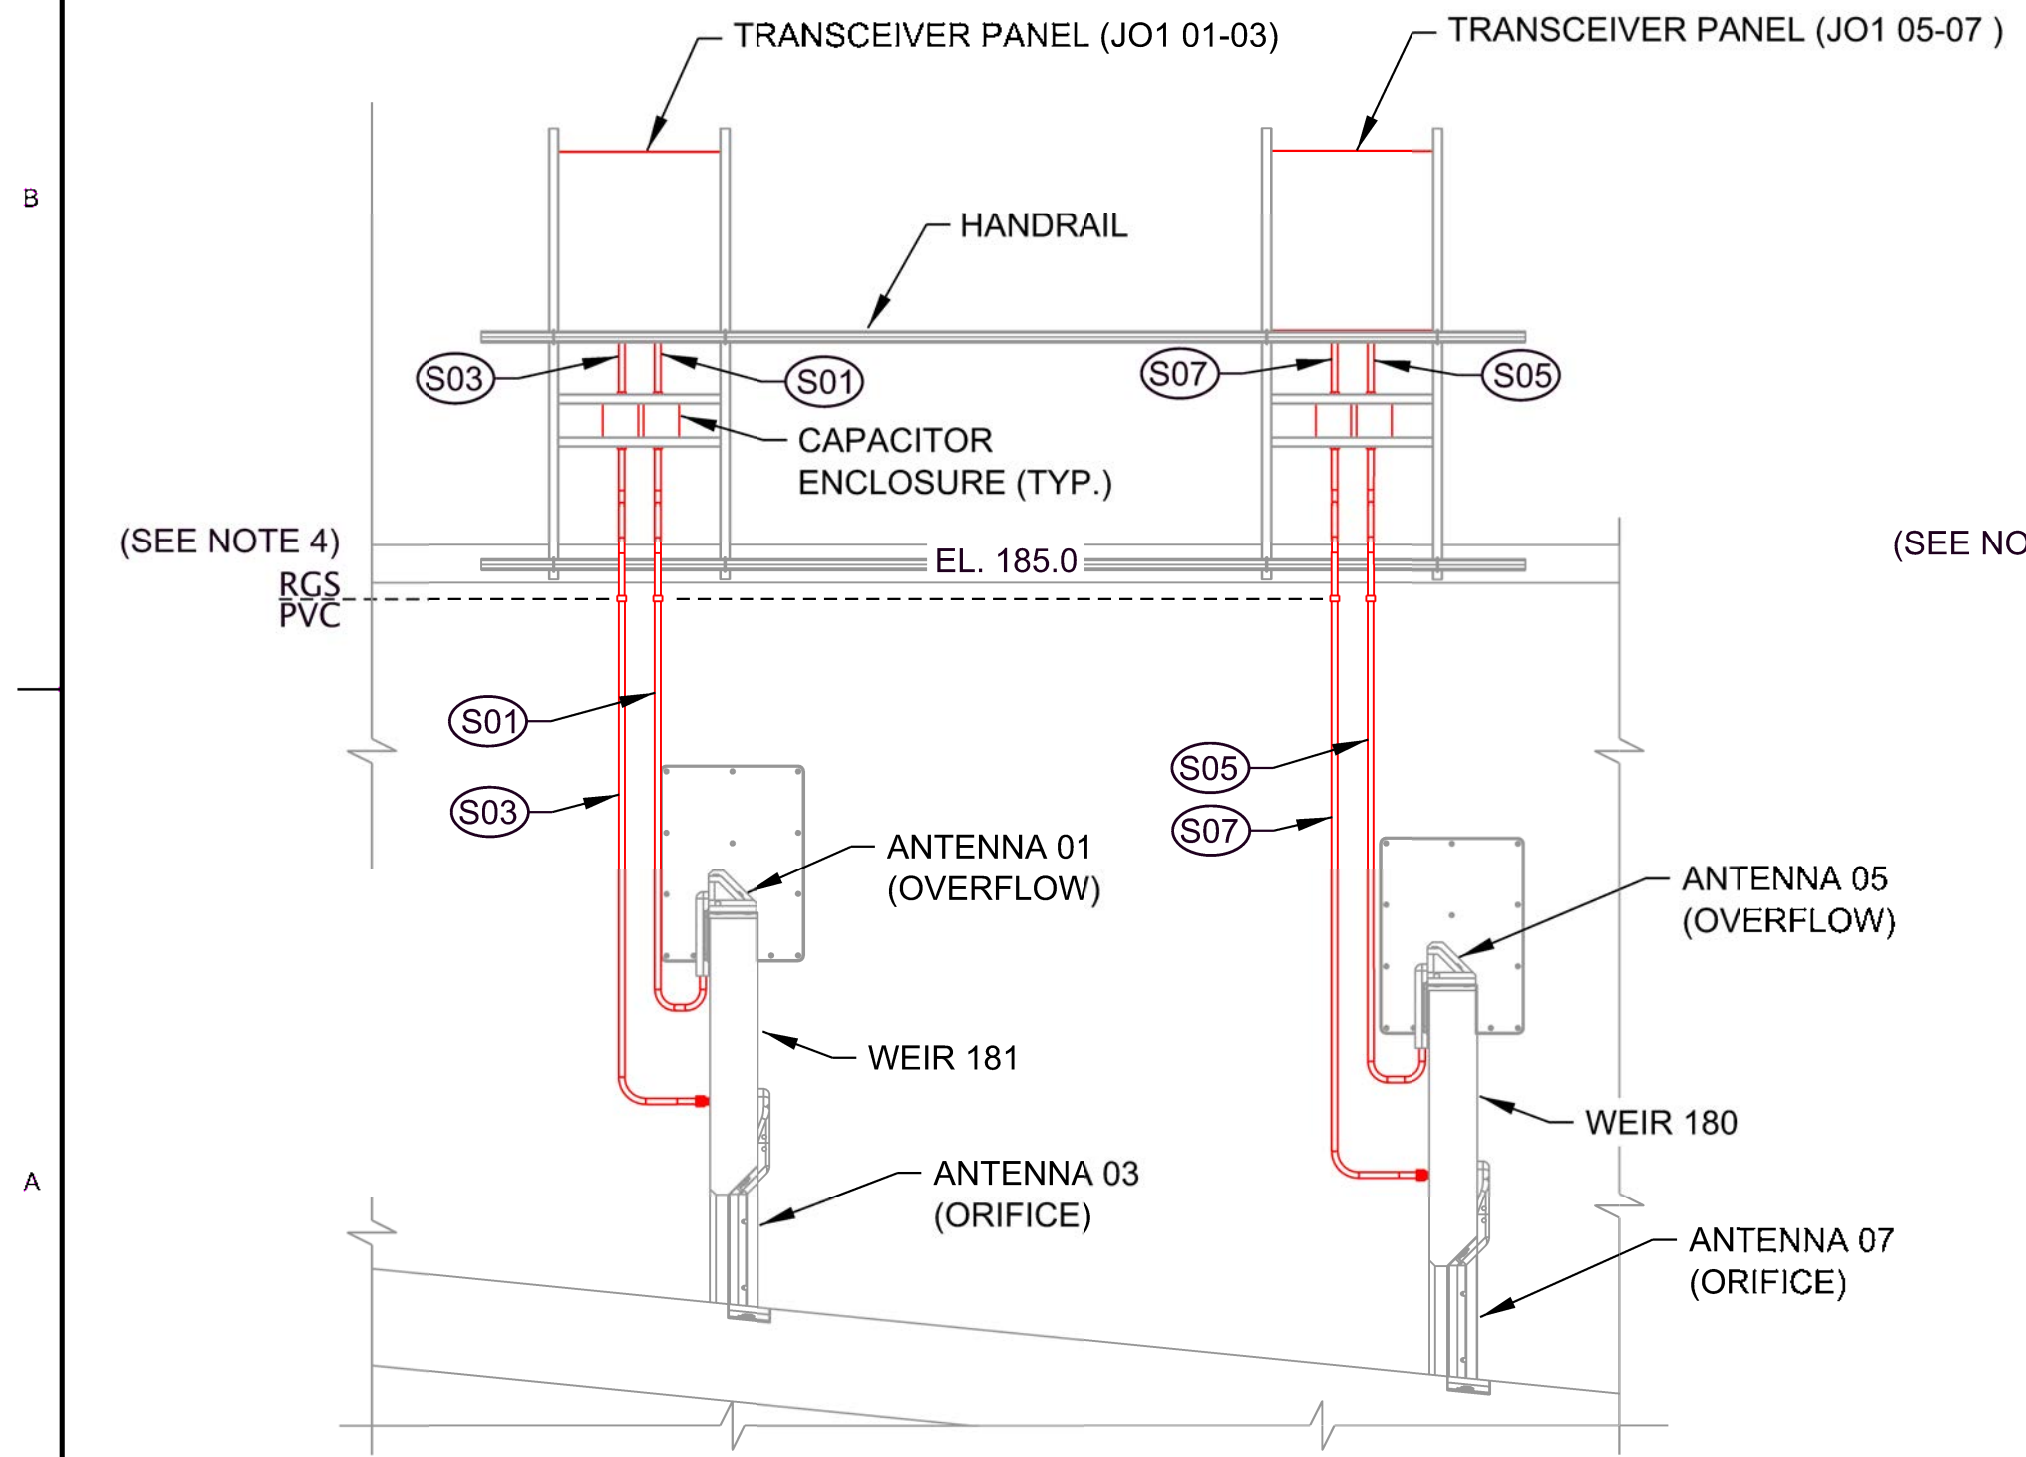 TRANSCEIVER PANEL (JO1 01-03)
TRANSCEIVER PANEL (JO1 05-07 )
B
HANDRAIL
S03
S01
S07
S05
CAPACITOR
ENCLOSURE (TYP.)
(SEE NOTE 4)
(SEE NO
EL. 185.0
RGS
PVC
S01
S05
S03
S07
ANTENNA 01
(OVERFLOW)
ANTENNA 05
(OVERFLOW)
WEIR 181
WEIR 180
A
ANTENNA 03
(ORIFICE)
ANTENNA 07
(ORIFICE)